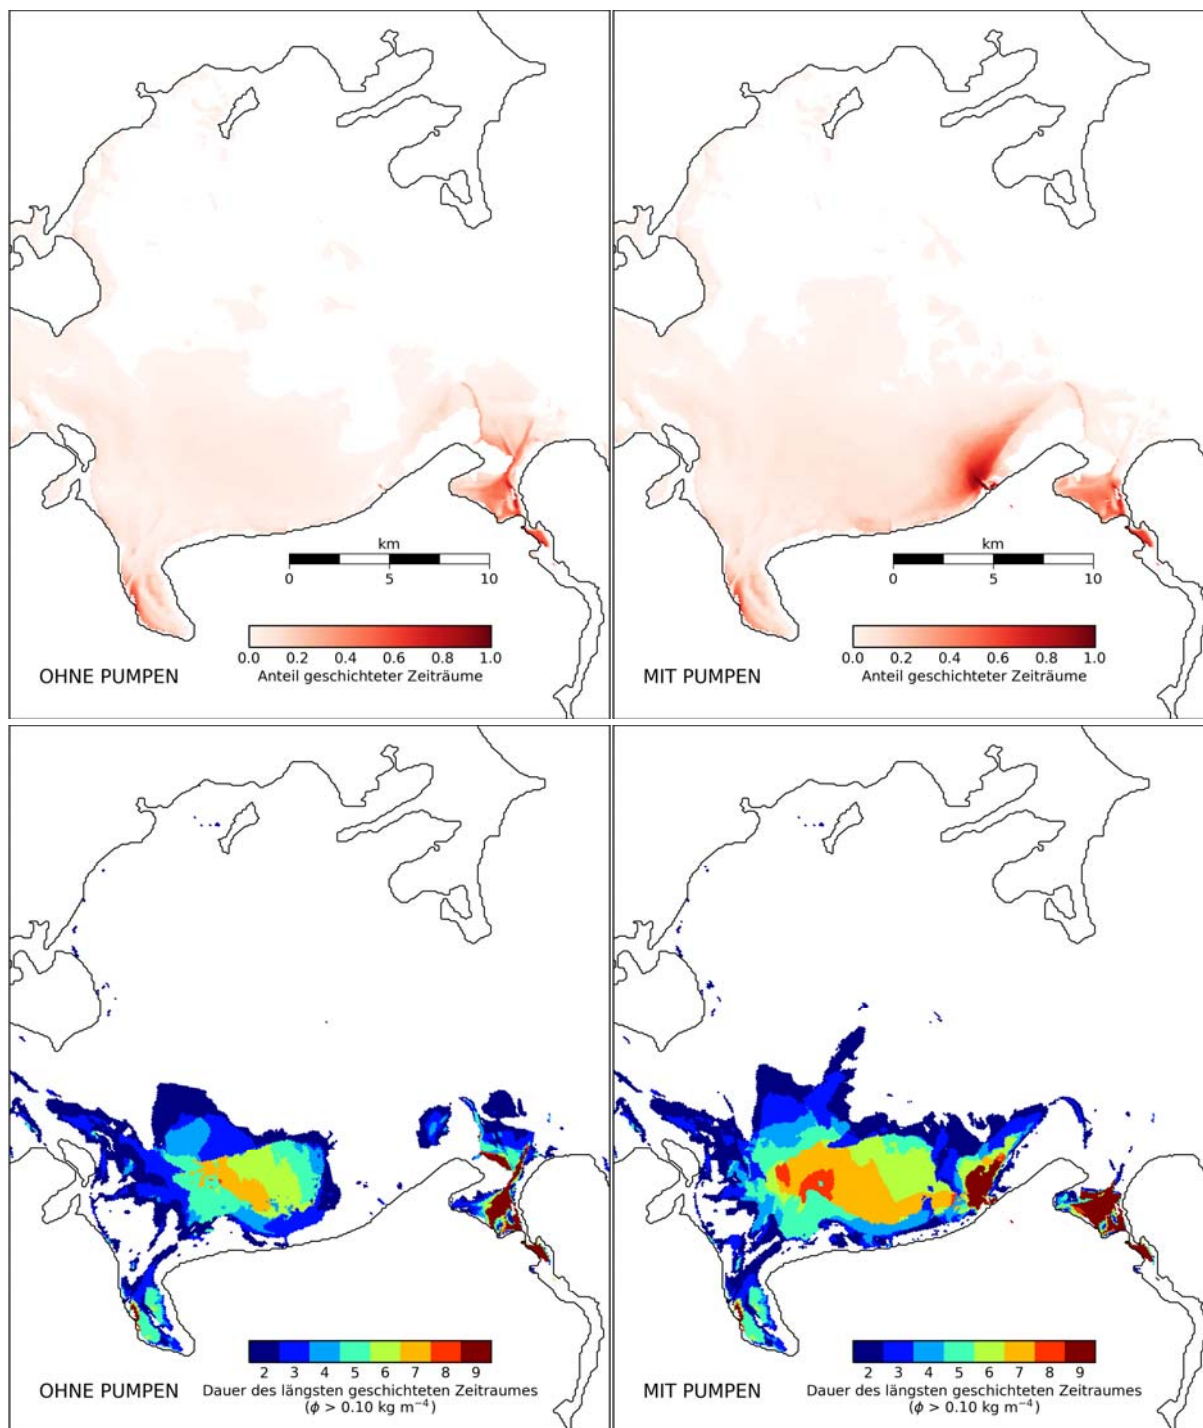 km
0 5 10
0.0 0.2 0.4 0.6 0.8 1.0
OHNE PUMPEN
Anteil geschichteter Zeiträume
km
0 5 10
0.0 0.2 0.4 0.6 0.8 1.0
MIT PUMPEN
Anteil geschichteter Zeiträume
2 3 4 5 6 7 8 9
OHNE PUMPEN
Dauer des längsten geschichteten Zeitraumes
(ϕ > 0.10 kg m⁻⁴)
2 3 4 5 6 7 8 9
MIT PUMPEN
Dauer des längsten geschichteten Zeitraumes
(ϕ > 0.10 kg m⁻⁴)